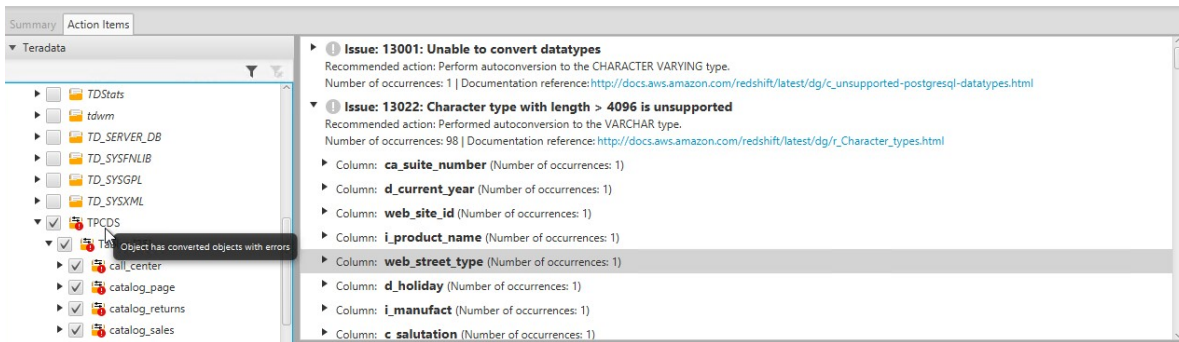 Summary Action Items
Teradata
TDStats
tdwm
TD_SERVER_DB
TD_SYSFNLIB
TD_SYSGPL
TD_SYSXML
TPCDS
Object has converted objects with errors
call_center
catalog_page
catalog_returns
catalog_sales
Issue: 13001: Unable to convert datatypes
Recommended action: Perform autoconversion to the CHARACTER VARYING type.
Number of occurrences: 1 | Documentation reference: http://docs.aws.amazon.com/redshift/latest/dg/c_unsupported-postgresql-datatypes.html
Issue: 13022: Character type with length > 4096 is unsupported
Recommended action: Performed autoconversion to the VARCHAR type.
Number of occurrences: 98 | Documentation reference: http://docs.aws.amazon.com/redshift/latest/dg/r_Character_types.html
Column: ca_suite_number (Number of occurrences: 1)
Column: d_current_year (Number of occurrences: 1)
Column: web_site_id (Number of occurrences: 1)
Column: i_product_name (Number of occurrences: 1)
Column: web_street_type (Number of occurrences: 1)
Column: d_holiday (Number of occurrences: 1)
Column: i_manufact (Number of occurrences: 1)
Column: c_salutation (Number of occurrences: 1)